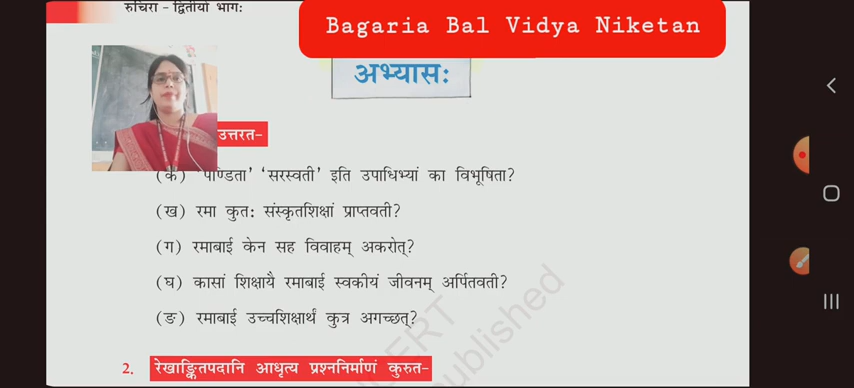 रुचिरा - द्वितीयो भागः
Bagaria Bal Vidya Niketan
अभ्यासः
उत्तरत-
(क) 'पण्डिता' 'सरस्वती' इति उपाधिभ्यां का विभूषिता?
(ख) रमा कुतः संस्कृतशिक्षां प्राप्तवती?
(ग) रमाबाई केन सह विवाहम् अकरोत्?
(घ) कासां शिक्षायै रमाबाई स्वकीयं जीवनम् अर्पितवती?
(ङ) रमाबाई उच्चशिक्षार्थं कुत्र अगच्छत्?
2. रेखाङ्कितपदानि आधृत्य प्रश्ननिर्माणं कुरुत-